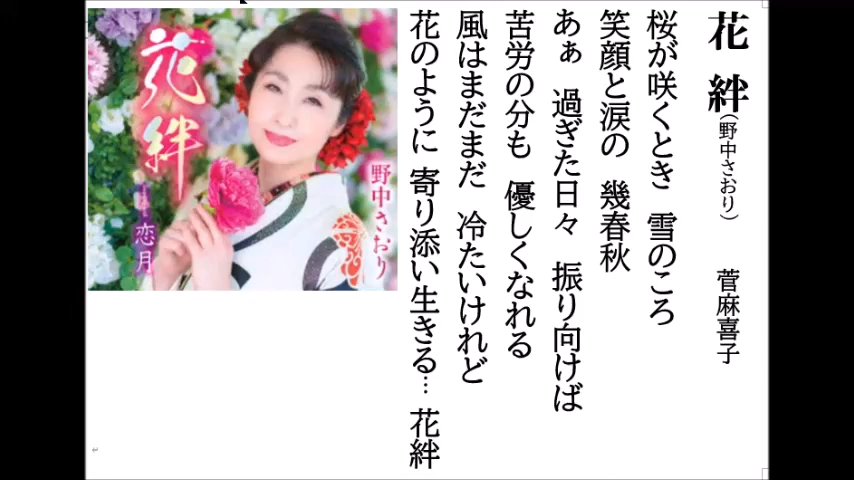 花 絆（野中さおり） 菅麻喜子
桜が咲くとき 雪のころ
笑顔と涙の 幾春秋
あぁ 過ぎた日々 振り向けば
苦労の分も 優しくなれる
風はまだまだ 冷たいけれど
花のように 寄り添い生きる… 花絆
花絆
恋月
野中さおり